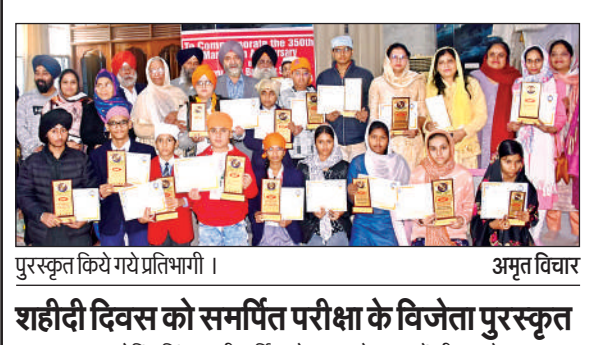 To Commemorate the 350th
पुरस्कृत किये गये प्रतिभागी ।
अमृत विचार
शहीदी दिवस को समर्पित परीक्षा के विजेता पुरस्कृत